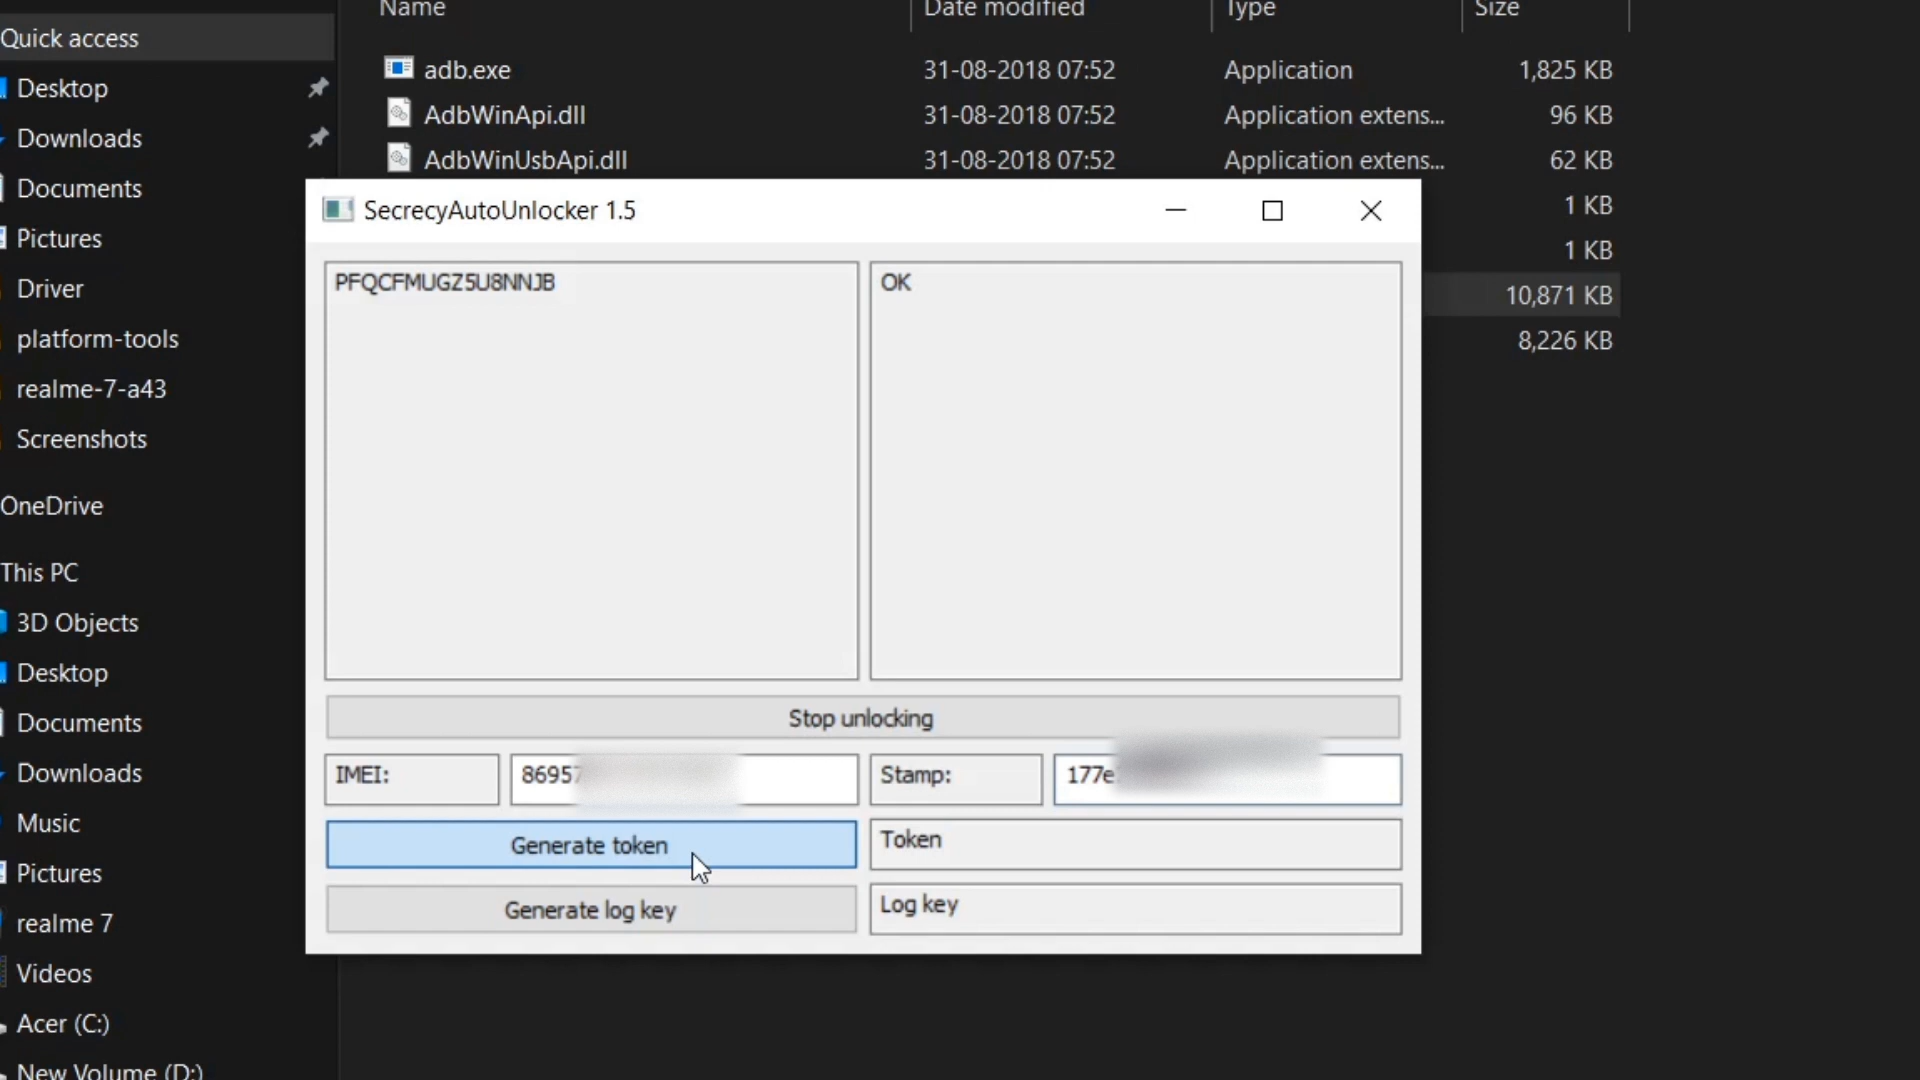 Name Date modified Type Size
Quick access
adb.exe 31-08-2018 07:52 Application 1,825 KB
Desktop
AdbWinApi.dll 31-08-2018 07:52 Application extens... 96 KB
Downloads
AdbWinUsbApi.dll 31-08-2018 07:52 Application extens... 62 KB
Documents
SecrecyAutoUnlocker 1.5
1 KB
Pictures
1 KB
PFQCFMUGZ5U8NNJB OK
Driver
10,871 KB
platform-tools
8,226 KB
realme-7-a43
Screenshots
OneDrive
This PC
3D Objects
Desktop
Stop unlocking
Documents
IMEI: 86957 Stamp: 177e
Downloads
Music
Generate token Token
Pictures
Generate log key Log key
realme 7
Videos
Acer (C:)
New Volume (D:)